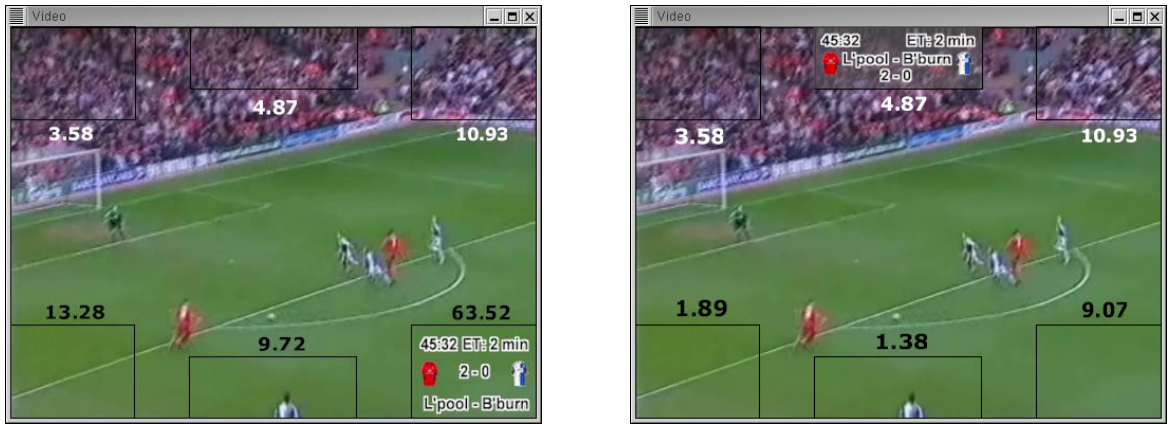 Video
4.87
3.58
10.93
13.28
63.52
9.72
45:32 ET: 2 min
2 - 0
L'pool - B'burn
BARCLAYCARD
Video
45:32 ET: 2 min
L'pool - B'burn
2 - 0
4.87
3.58
10.93
1.89
9.07
1.38
BARCLAYCARD